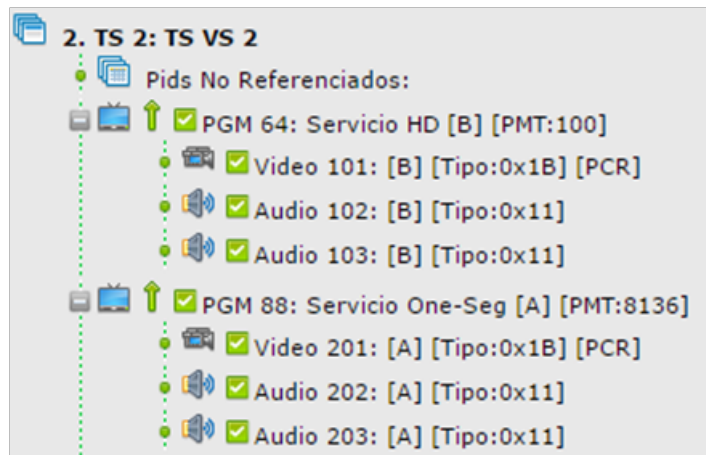 2. TS 2: TS VS 2
Pids No Referenciados:
PGM 64: Servicio HD [B] [PMT:100]
Video 101: [B] [Tipo:0x1B] [PCR]
Audio 102: [B] [Tipo:0x11]
Audio 103: [B] [Tipo:0x11]
PGM 88: Servicio One-Seg [A] [PMT:8136]
Video 201: [A] [Tipo:0x1B] [PCR]
Audio 202: [A] [Tipo:0x11]
Audio 203: [A] [Tipo:0x11]